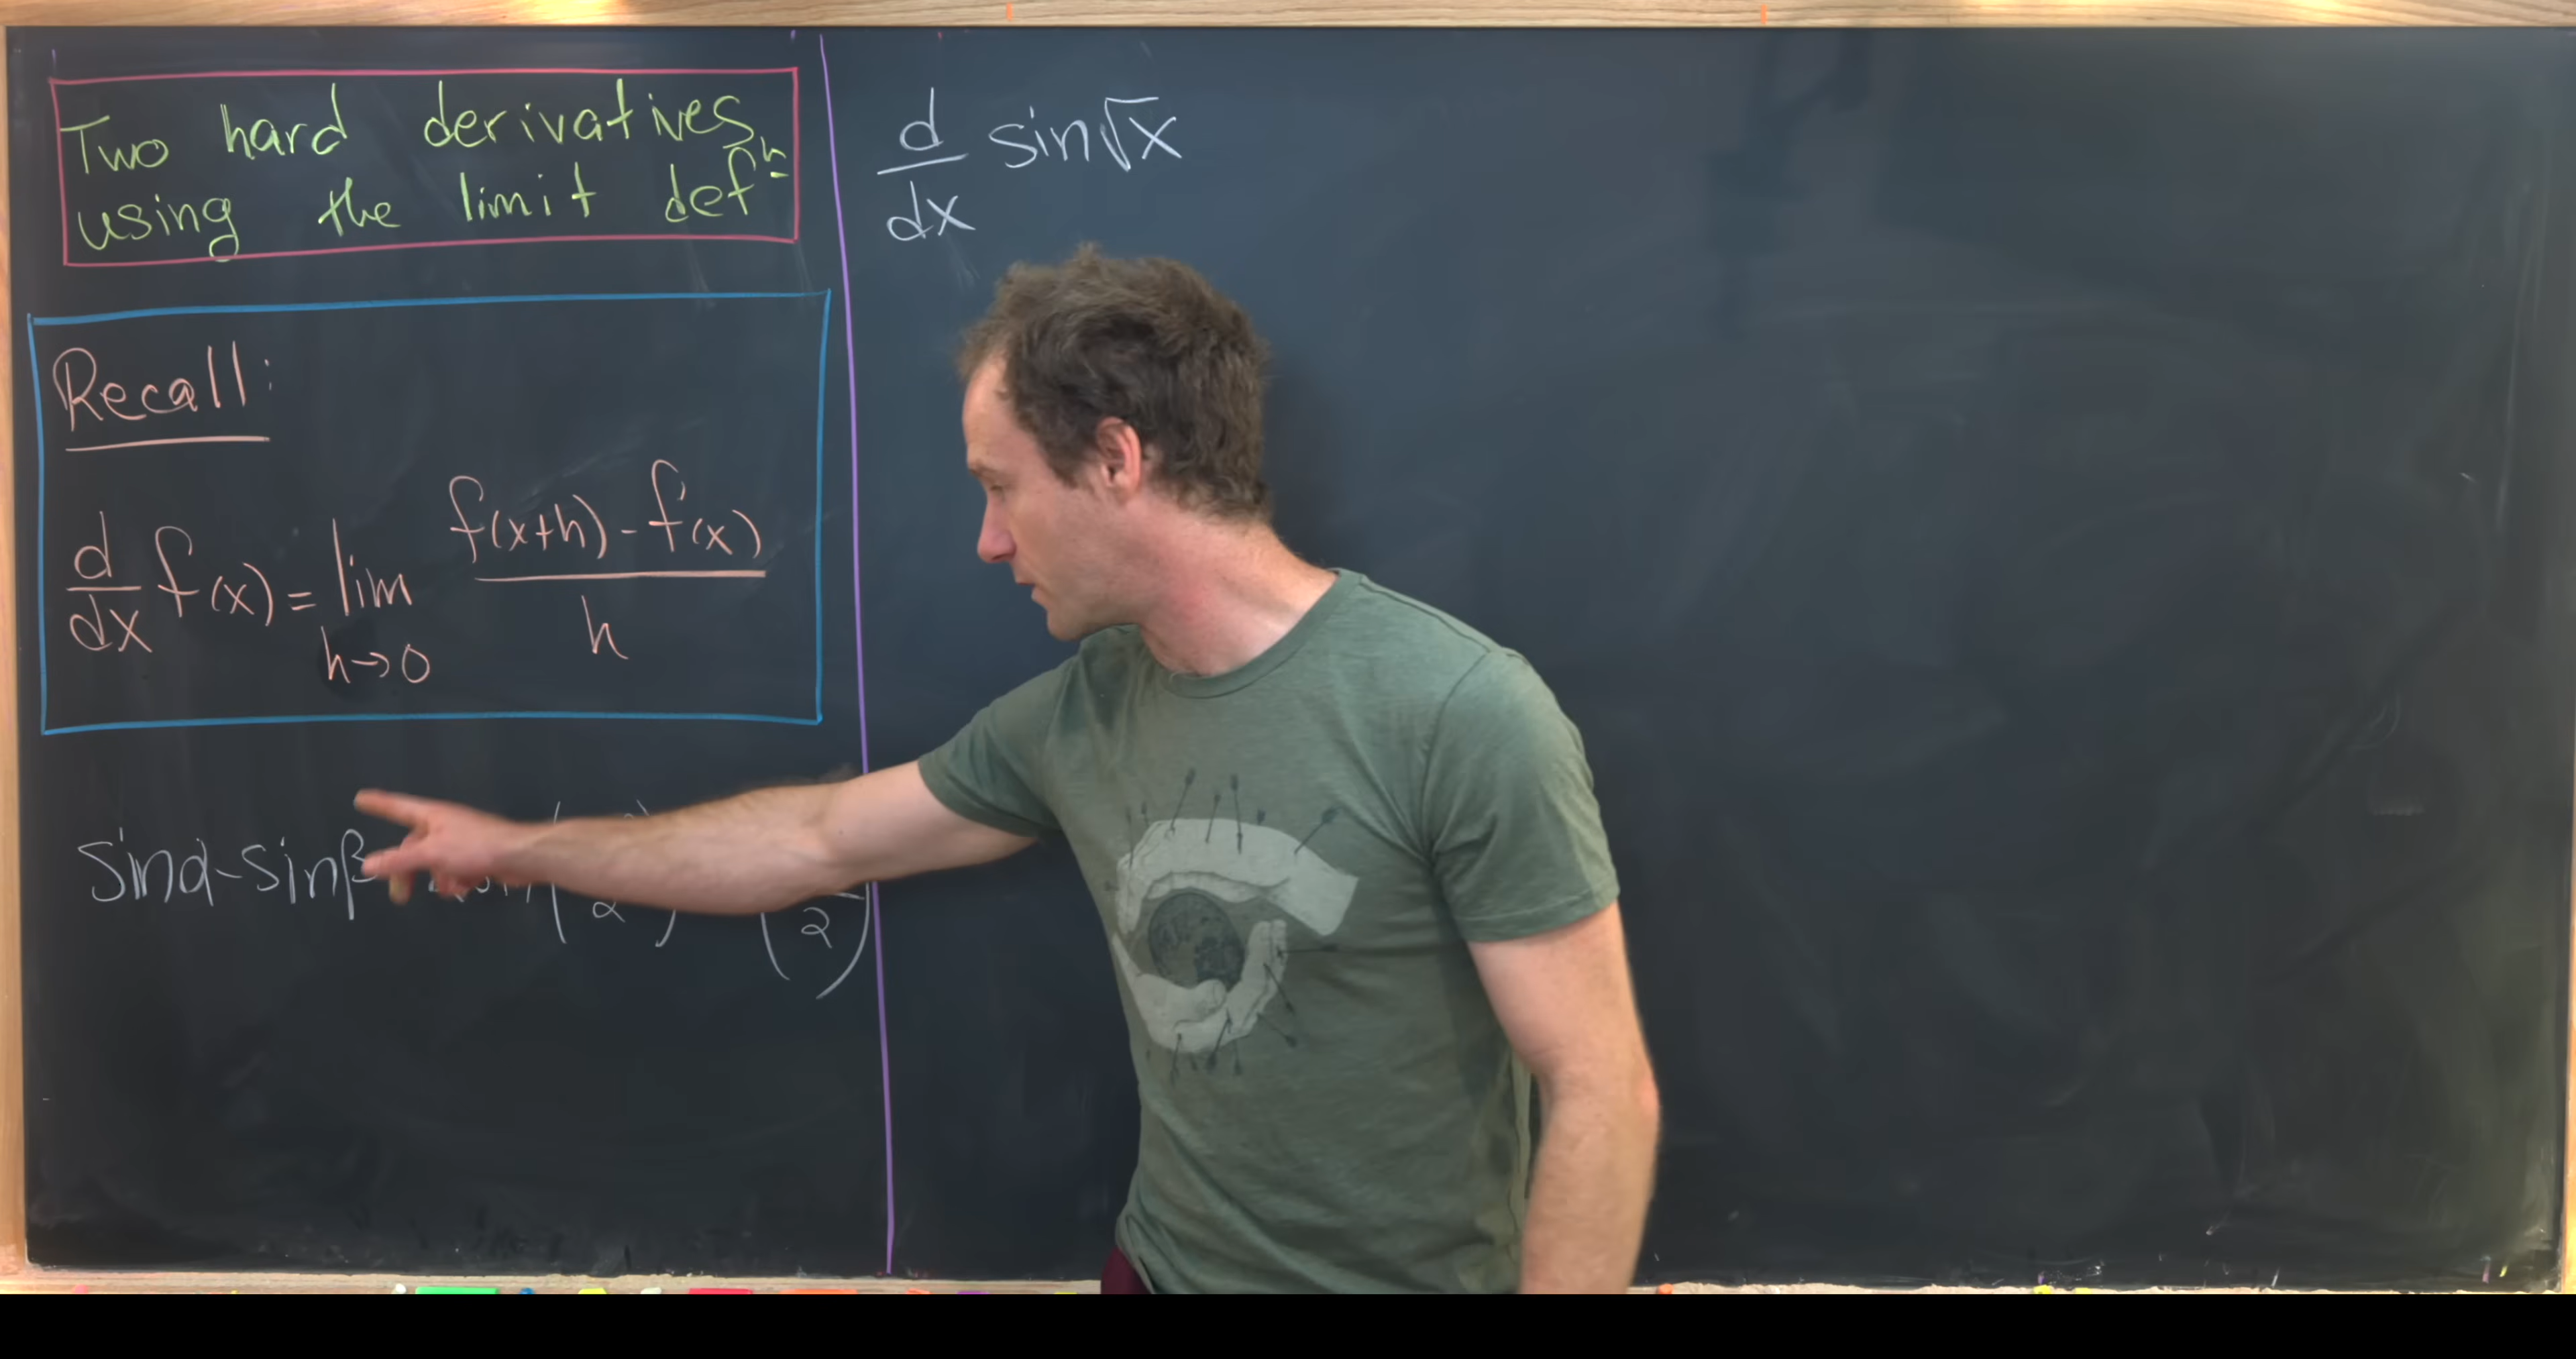 Two hard derivatives
using the limit defⁿ
Recall:
d/dx f(x) = lim h→0 f(x+h) - f(x) / h
sinα - sinβ
d/dx sin√x